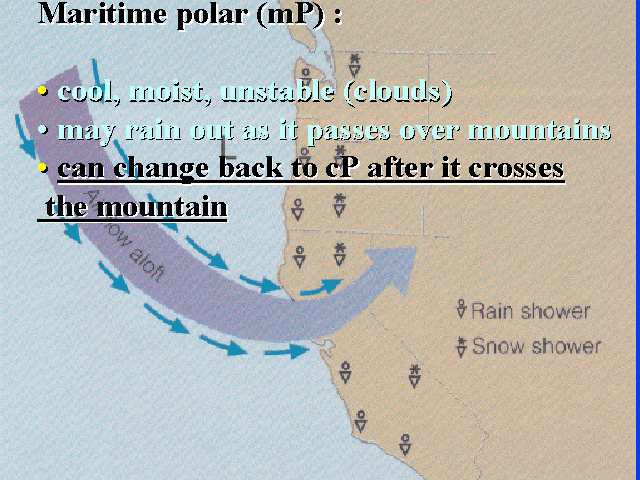 Maritime polar (mP) :
• cool, moist, unstable (clouds)
• may rain out as it passes over mountains
• can change back to cP after it crosses
the mountain
L
aloft
Rain shower
Snow shower